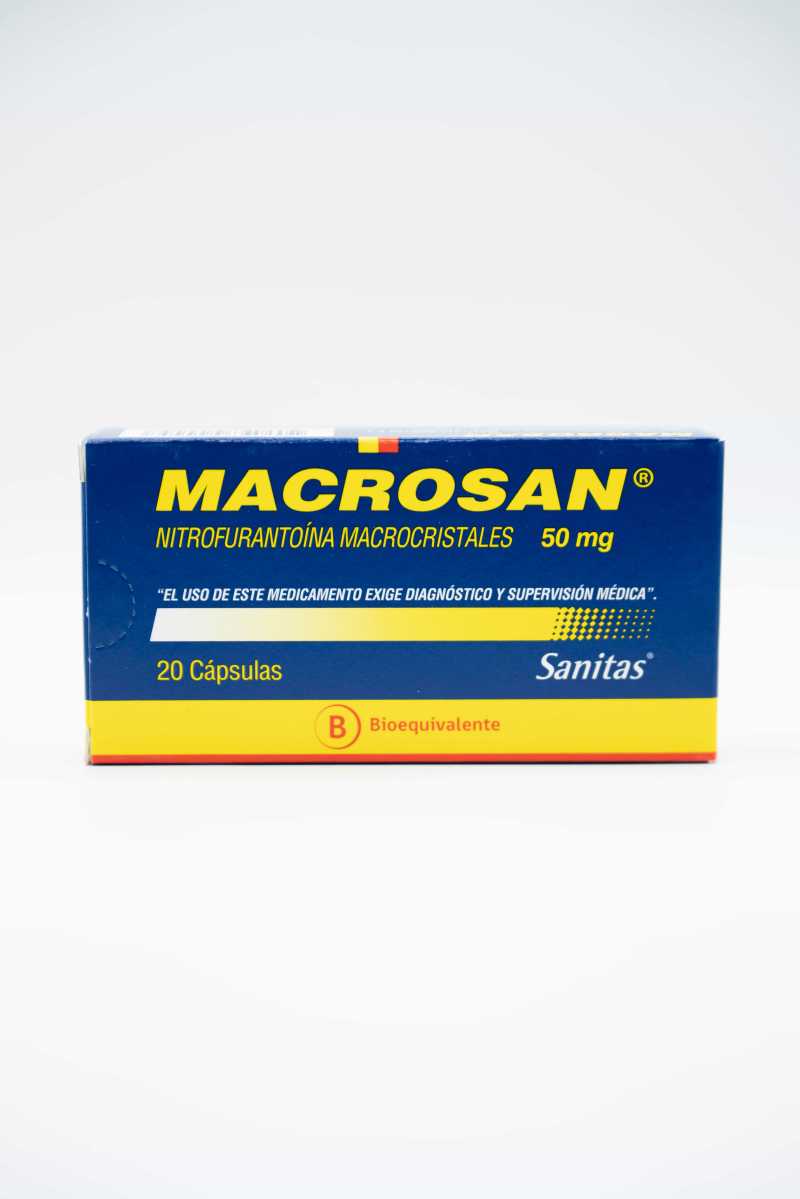 MACROSAN®
NITROFURANTOÍNA MACROCRISTALES 50 mg
"EL USO DE ESTE MEDICAMENTO EXIGE DIAGNÓSTICO Y SUPERVISIÓN MÉDICA".
20 Cápsulas
Sanitas®
B Bioequivalente